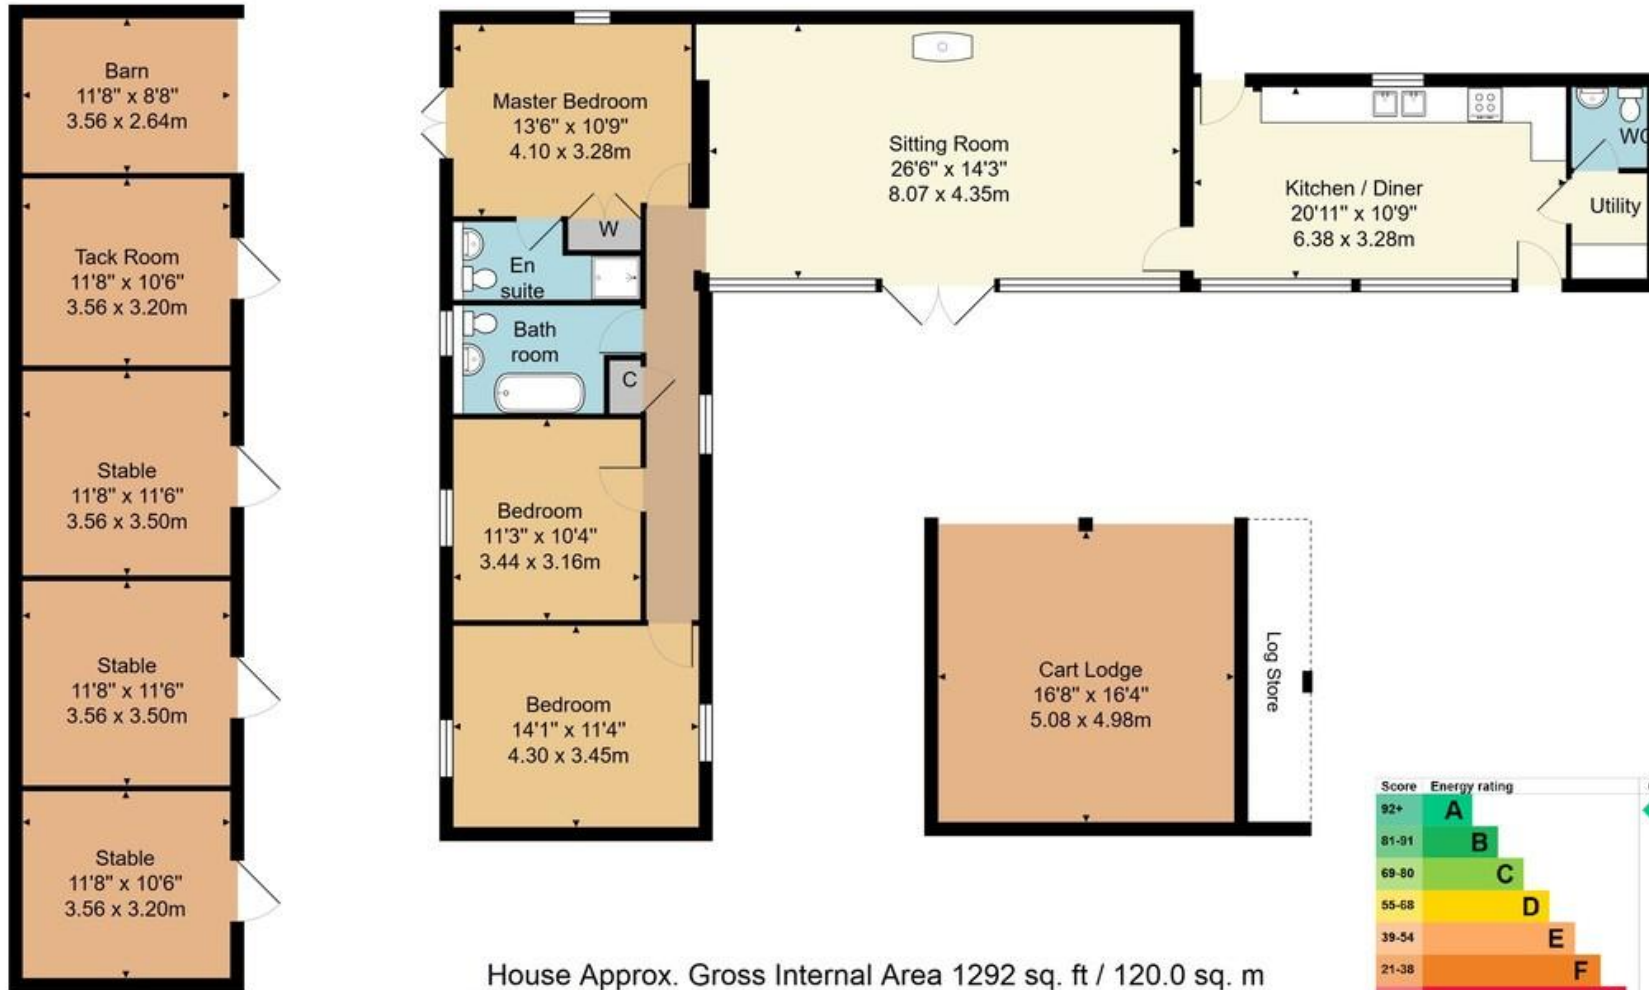 Barn
11'8" x 8'8"
3.56 x 2.64m
Tack Room
11'8" x 10'6"
3.56 x 3.20m
Stable
11'8" x 11'6"
3.56 x 3.50m
Stable
11'8" x 11'6"
3.56 x 3.50m
Stable
11'8" x 10'6"
3.56 x 3.20m
Master Bedroom
13'6" x 10'9"
4.10 x 3.28m
W
En
suite
Bath
room
C
Bedroom
11'3" x 10'4"
3.44 x 3.16m
Bedroom
14'1" x 11'4"
4.30 x 3.45m
Sitting Room
26'6" x 14'3"
8.07 x 4.35m
Kitchen / Diner
20'11" x 10'9"
6.38 x 3.28m
WC
Utility
Cart Lodge
16'8" x 16'4"
5.08 x 4.98m
Log Store
Score Energy rating
92+ A
81-91 B
69-80 C
55-68 D
39-54 E
21-38 F
House Approx. Gross Internal Area 1292 sq. ft / 120.0 sq. m